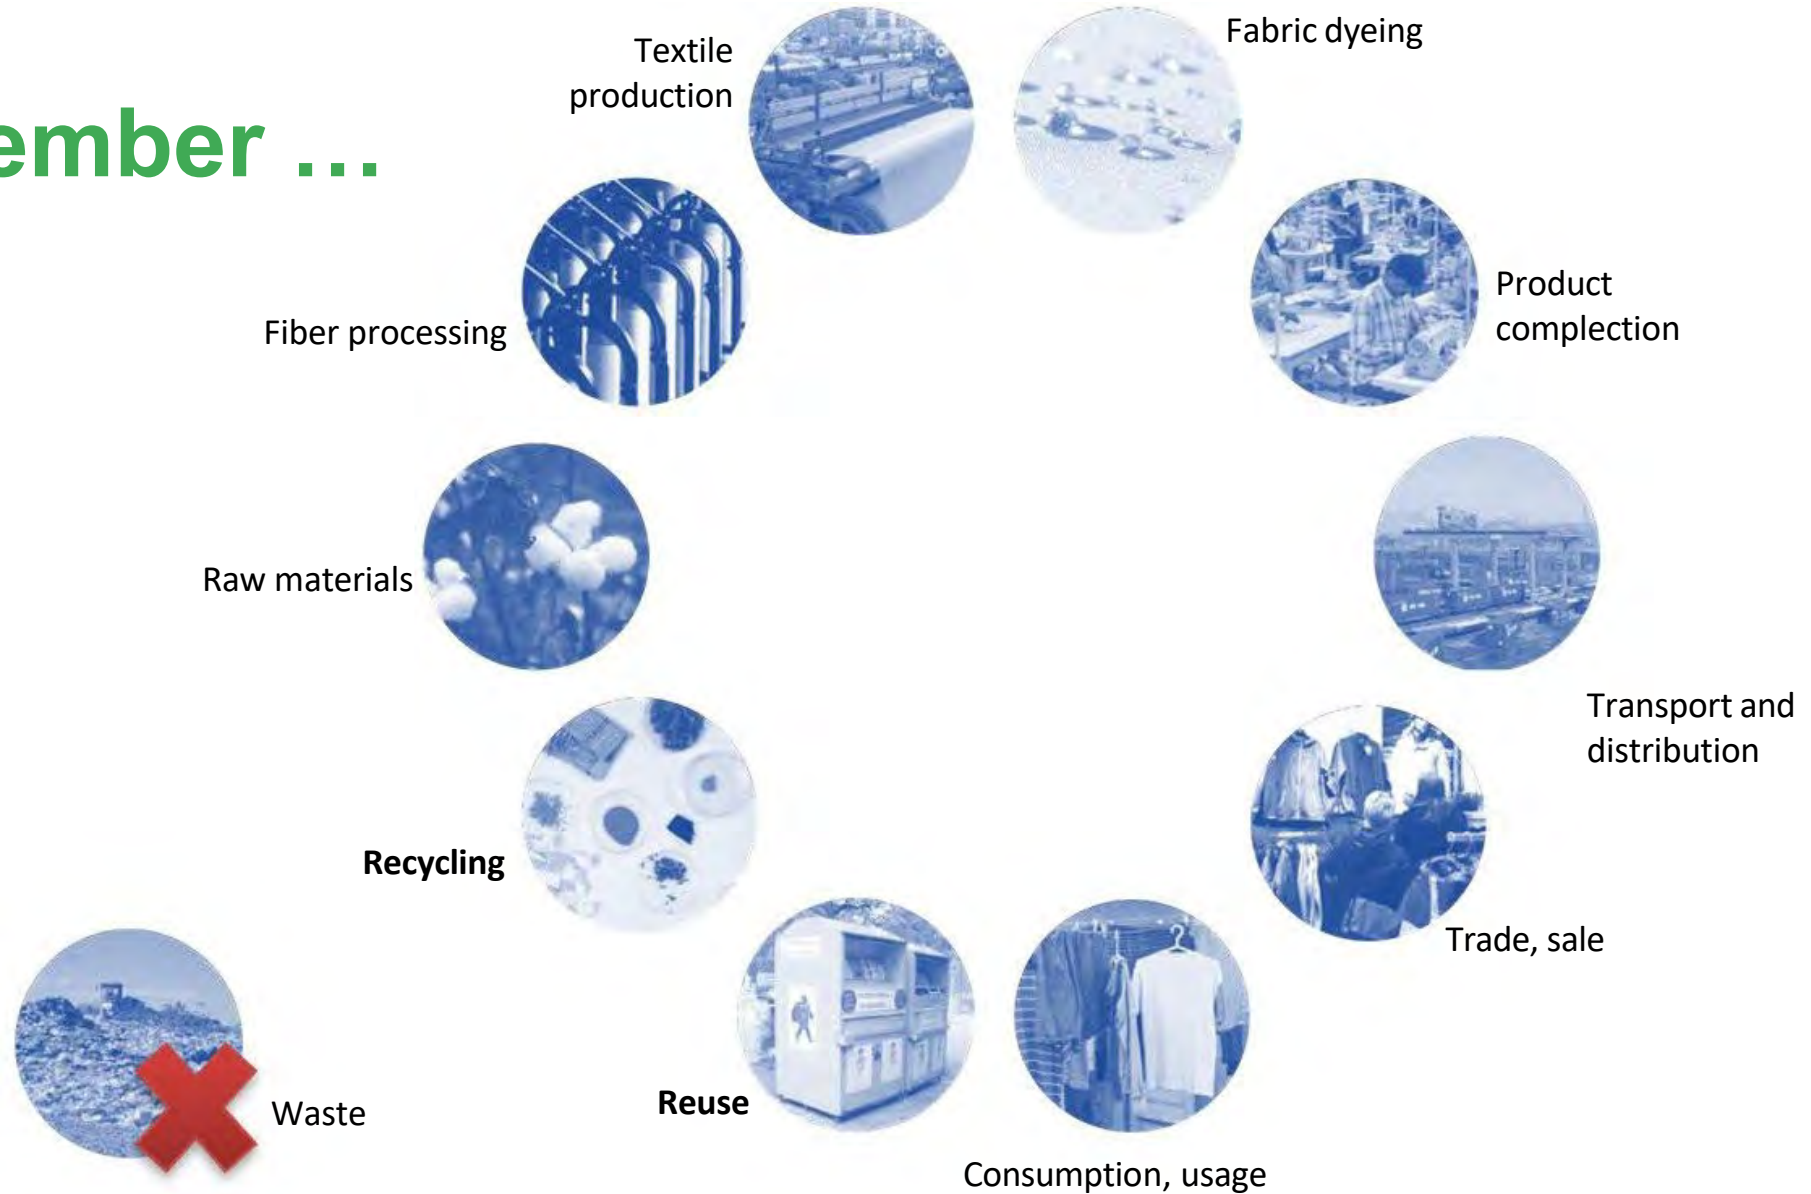 ember …
Textile
production
Fabric dyeing
Fiber processing
Product
complection
Raw materials
Transport and
distribution
Recycling
Trade, sale
Waste
Reuse
Consumption, usage